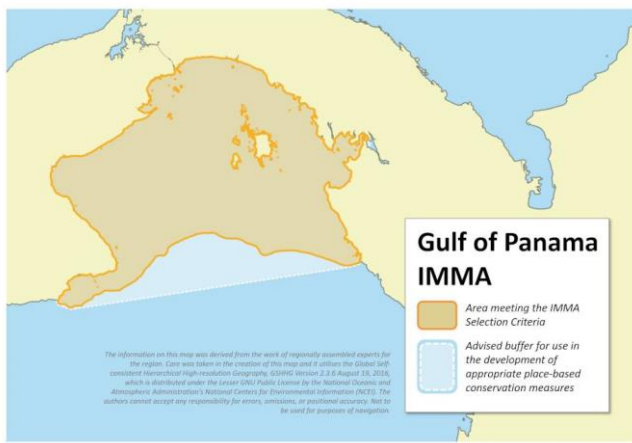 Gulf of Panama
IMMA
Area meeting the IMMA
Selection Criteria
Advised buffer for use in
the development of
appropriate place-based
conservation measures
The information on this map was derived from the work of regionally assembled experts for
the region. Care was taken in the creation of this map and it utilises the Global Self-
consistent Hierarchical High-resolution Geography, GSHHG Version 2.3.6 August 19, 2016,
which is distributed under the Lesser GNU Public License by the National Oceanic and
Atmospheric Administration's National Centers for Environmental Information (NCEI). The
authors cannot accept any responsibility for errors, omissions, or positional accuracy. Not to
be used for purposes of navigation.